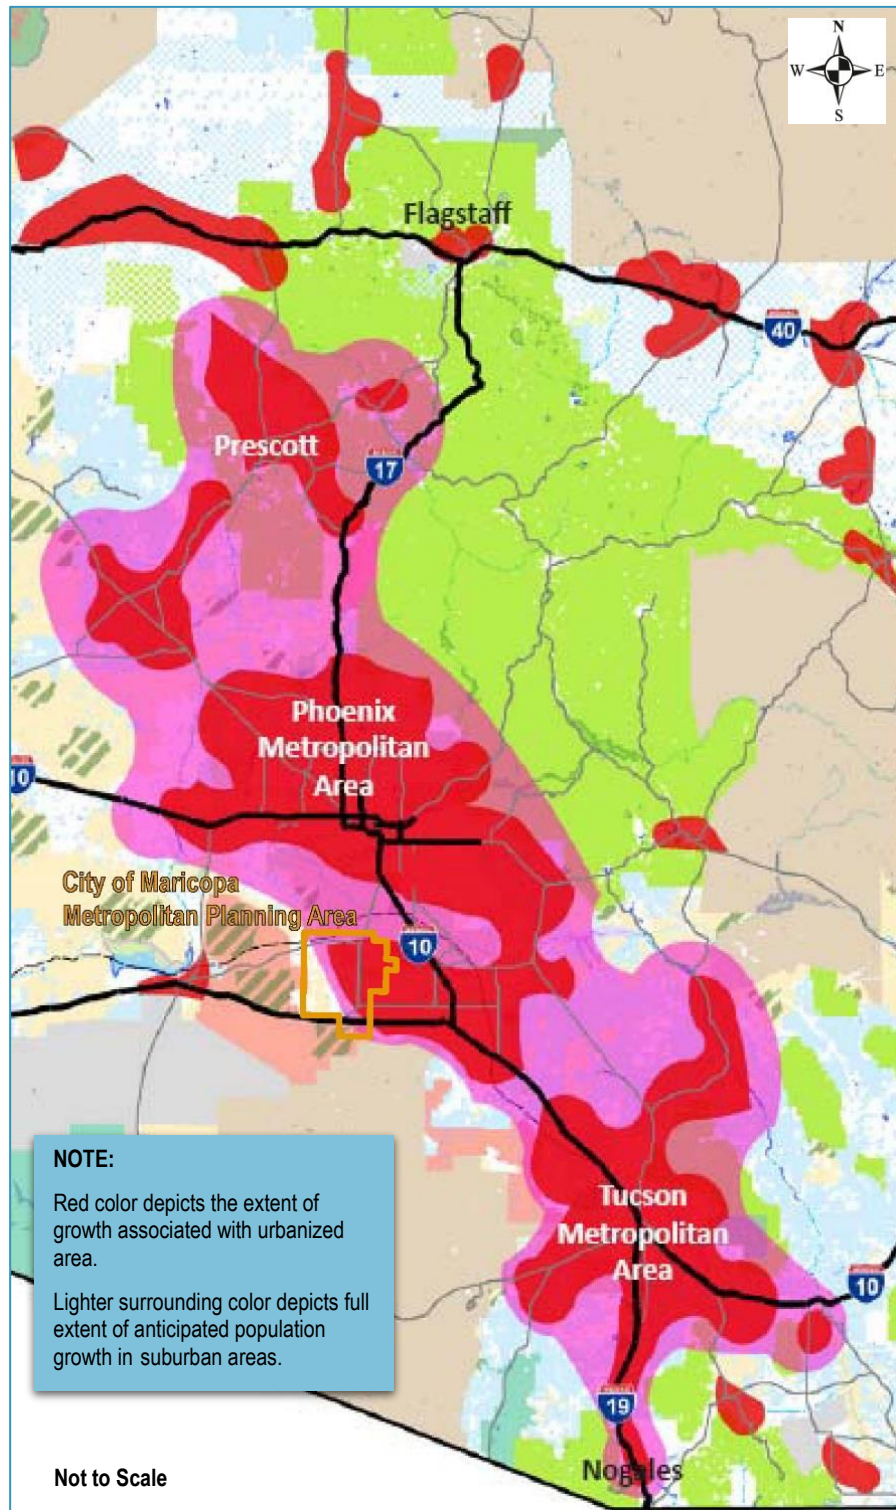 N
W E
S
Flagstaff
40
Prescott
17
Phoenix
Metropolitan
Area
10
City of Maricopa
Metropolitan Planning Area
10
NOTE:
Red color depicts the extent of
growth associated with urbanized
area.
Lighter surrounding color depicts full
extent of anticipated population
growth in suburban areas.
Tucson
Metropolitan
Area
10
19
Nogales
Not to Scale